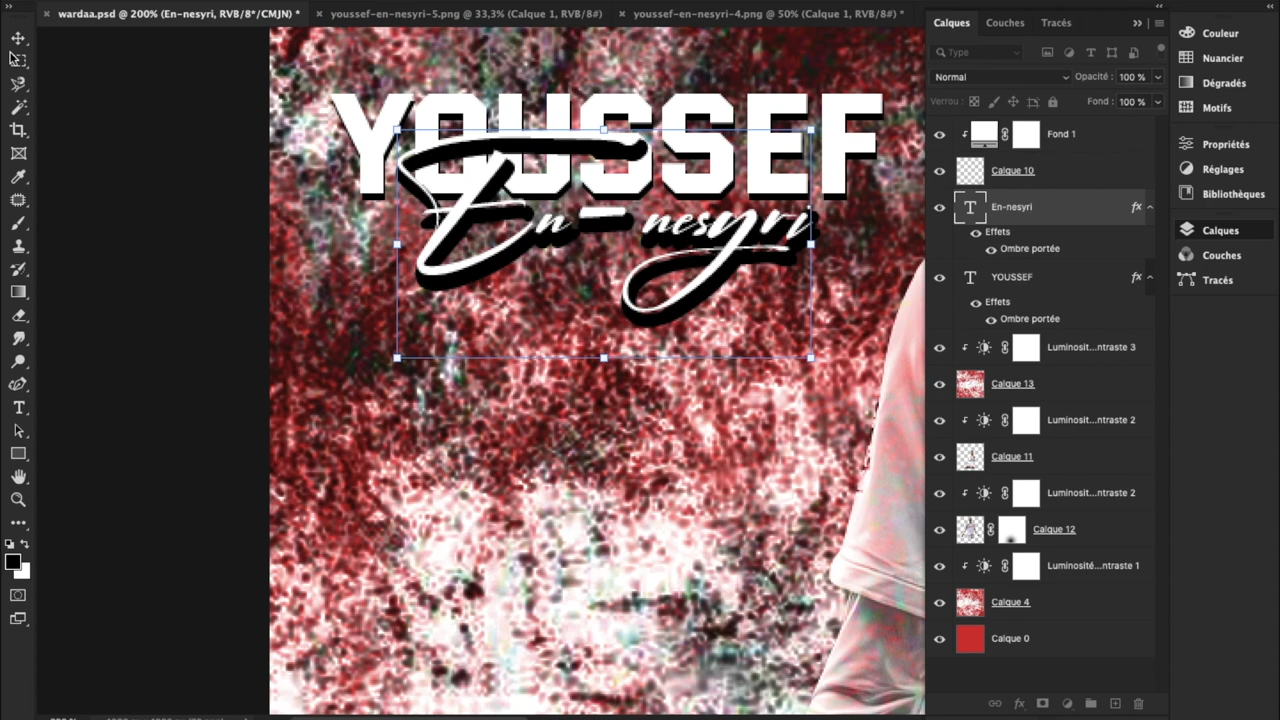 wardaa.psd @ 200% (En-nesyri, RVB/8*/CMJN) *
youssef-en-nesyri-5.png @ 33,3% (Calque 1, RVB/8#)
youssef-en-nesyri-4.png @ 50% (Calque 1, RVB/8#) *
YOUSSEF
En-nesyri
Calques
Couches
Tracés
Type
Normal
Opacité : 100 %
Verrou :
Fond : 100 %
Fond 1
Calque 10
En-nesyri
fx
Effets
Ombre portée
YOUSSEF
fx
Effets
Ombre portée
Luminosit...ntraste 3
Calque 13
Luminosit...ntraste 2
Calque 11
Luminosit...ntraste 2
Calque 12
Luminosité...ntraste 1
Calque 4
Calque 0
fx
Couleur
Nuancier
Dégradés
Motifs
Propriétés
Réglages
Bibliothèques
Calques
Couches
Tracés